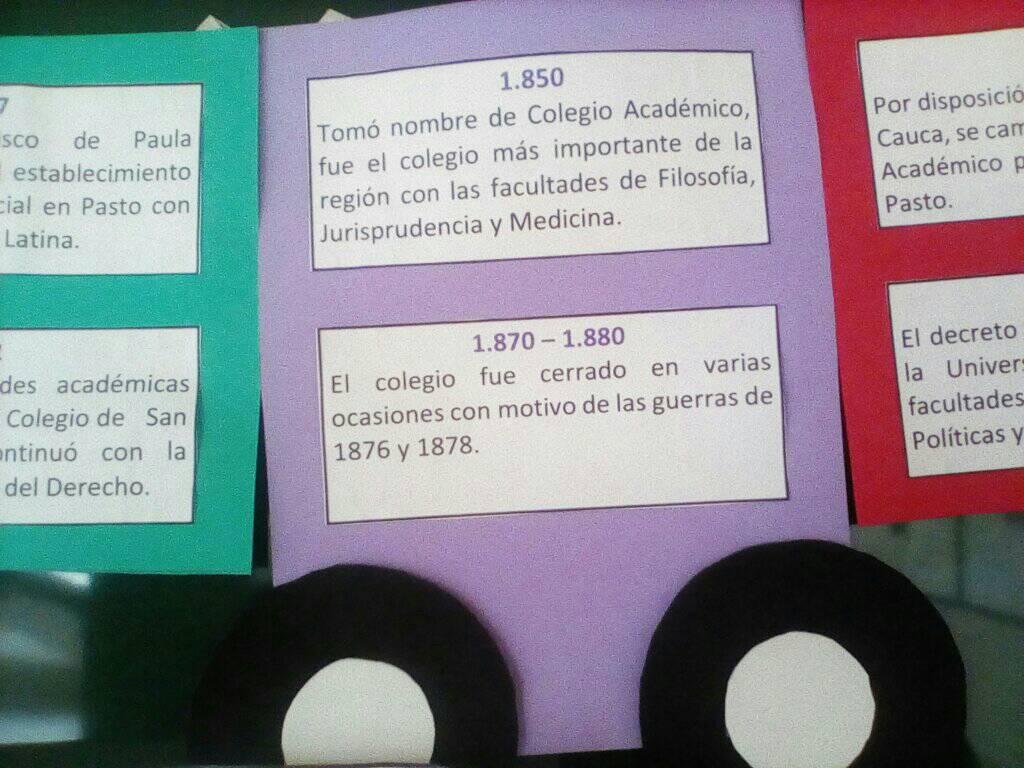 7
isco de Paula
establecimiento
cial en Pasto con
Latina.
des académicas
Colegio de San
ontinuó con la
del Derecho.
1.850
Tomó nombre de Colegio Académico,
fue el colegio más importante de la
región con las facultades de Filosofía,
Jurisprudencia y Medicina.
1.870 – 1.880
El colegio fue cerrado en varias
ocasiones con motivo de las guerras de
1876 y 1878.
Por disposició
Cauca, se cam
Académico p
Pasto.
El decreto
la Univers
facultades
Políticas y